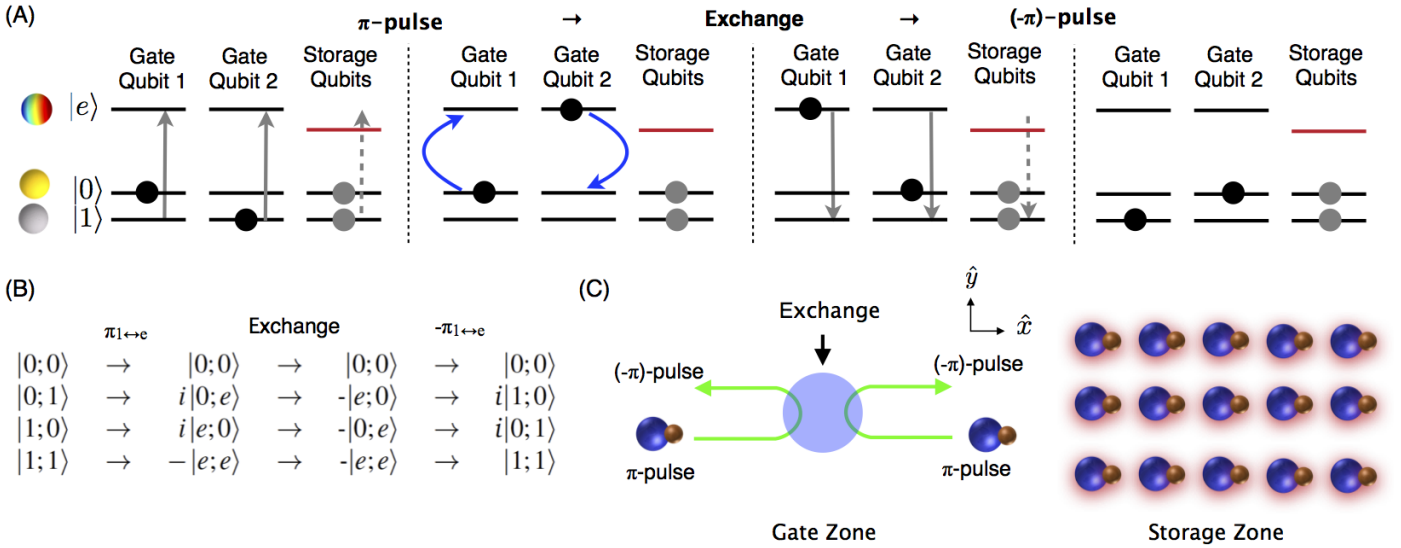 (A)
π-pulse → Exchange → (-π)-pulse
Gate Qubit 1 Gate Qubit 2 Storage Qubits Gate Qubit 1 Gate Qubit 2 Storage Qubits Gate Qubit 1 Gate Qubit 2 Storage Qubits Gate Qubit 1 Gate Qubit 2 Storage Qubits
|e⟩
|0⟩
|1⟩
(B)
π1↔e Exchange -π1↔e
|0;0⟩ → |0;0⟩ → |0;0⟩ → |0;0⟩
|0;1⟩ → i|0;e⟩ → -|e;0⟩ → i|1;0⟩
|1;0⟩ → i|e;0⟩ → -|0;e⟩ → i|0;1⟩
|1;1⟩ → −|e;e⟩ → -|e;e⟩ → |1;1⟩
(C)
Exchange
ŷ
x̂
(-π)-pulse (-π)-pulse
π-pulse π-pulse
Gate Zone Storage Zone